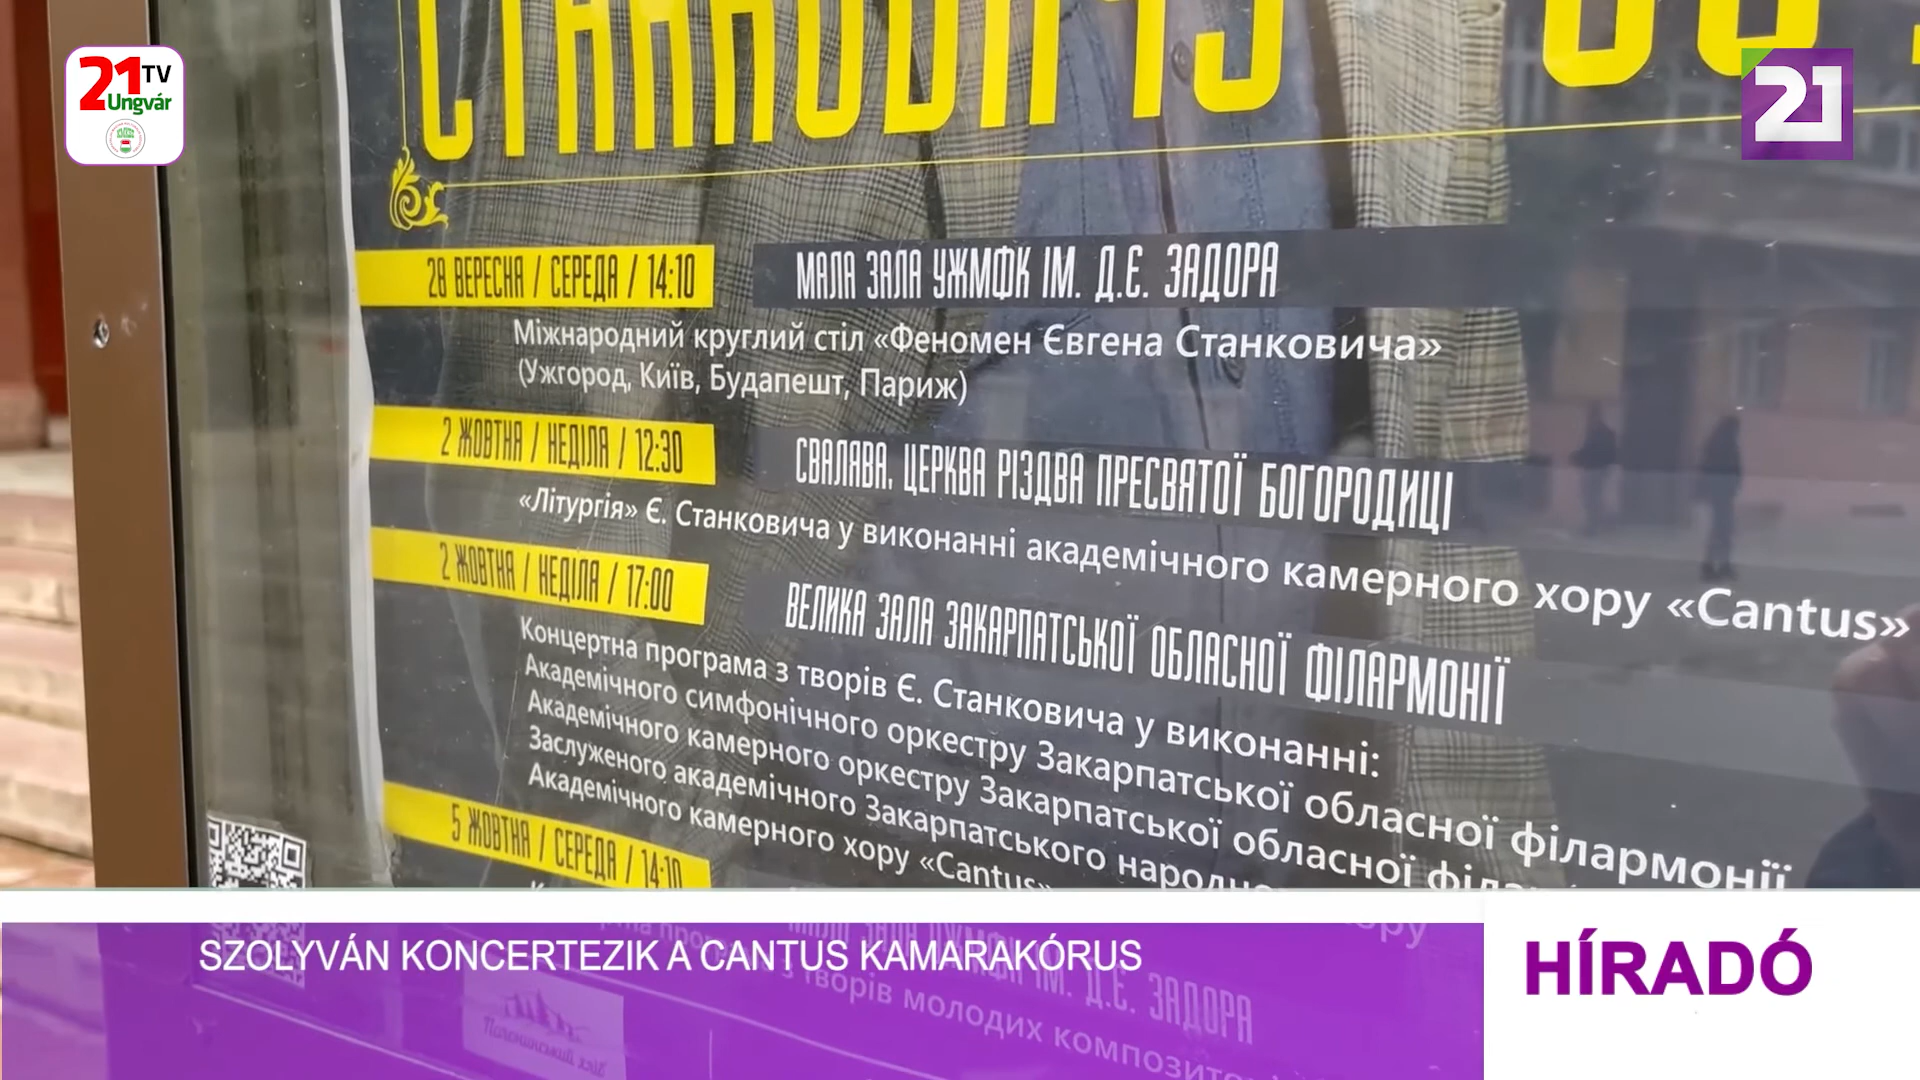 21 TV
Ungvár
21
28 ВЕРЕСНЯ / СЕРЕДА / 14:10
МАЛА ЗАЛА УЖМФК ІМ. Д.Є. ЗАДОРА
Міжнародний круглий стіл «Феномен Євгена Станковича»
(Ужгород, Київ, Будапешт, Париж)
2 ЖОВТНЯ / НЕДІЛЯ / 12:30
СВАЛЯВА, ЦЕРКВА РІЗДВА ПРЕСВЯТОЇ БОГОРОДИЦІ
«Літургія» Є. Станковича у виконанні академічного камерного хору «Cantus»
2 ЖОВТНЯ / НЕДІЛЯ / 17:00
ВЕЛИКА ЗАЛА ЗАКАРПАТСЬКОЇ ОБЛАСНОЇ ФІЛАРМОНІЇ
Концертна програма з творів Є. Станковича у виконанні:
Академічного симфонічного оркестру Закарпатської обласної філармонії
Академічного камерного оркестру Закарпатської обласної
Заслуженого академічного Закарпатського
Академічного камерного хору «Cantus»
5 ЖОВТНЯ / СЕРЕДА / 14:10
SZOLYVÁN KONCERTEZIK A CANTUS KAMARAKÓRUS
HÍRADÓ
ІМ. Д.Є. ЗАДОРА
творів молодих